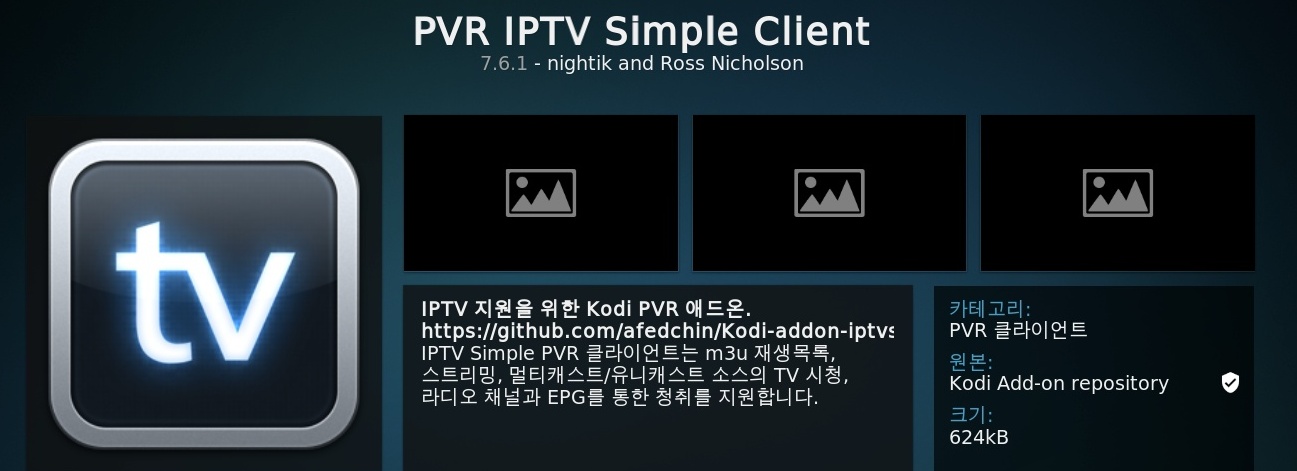 PVR IPTV Simple Client
7.6.1 - nightik and Ross Nicholson
tv
IPTV 지원을 위한 Kodi PVR 애드온.
https://github.com/afedchin/Kodi-addon-iptvs
IPTV Simple PVR 클라이언트는 m3u 재생목록,
스트리밍, 멀티캐스트/유니캐스트 소스의 TV 시청,
라디오 채널과 EPG를 통한 청취를 지원합니다.
카테고리:
PVR 클라이언트
원본:
Kodi Add-on repository
크기:
624kB